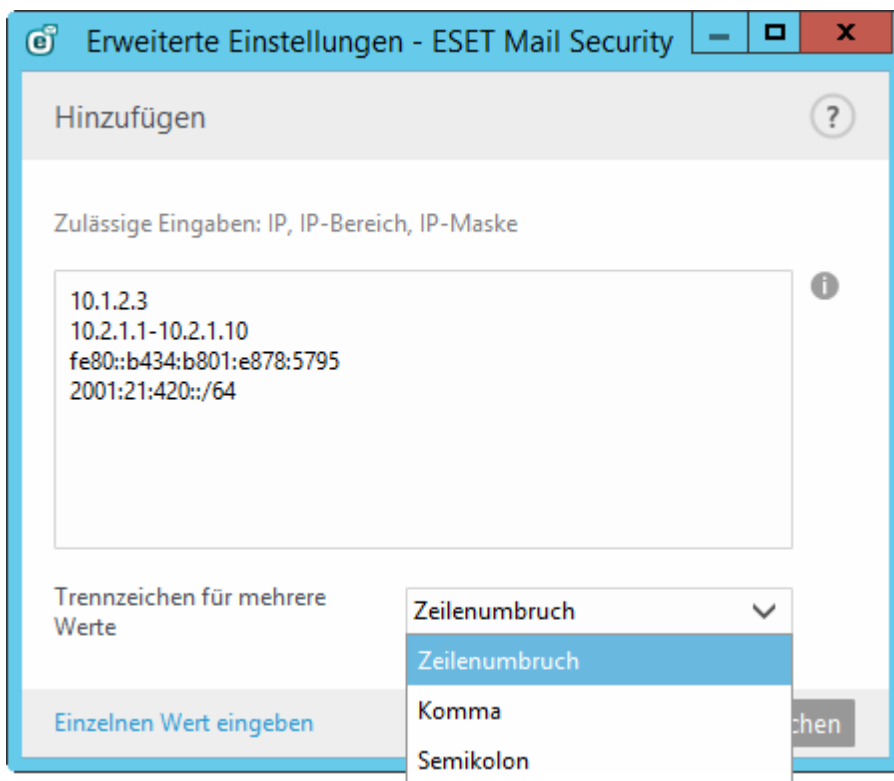 Erweiterte Einstellungen - ESET Mail Security
Hinzufügen
?
Zulässige Eingaben: IP, IP-Bereich, IP-Maske
10.1.2.3
10.2.1.1-10.2.1.10
fe80::b434:b801:e878:5795
2001:21:420::/64
Trennzeichen für mehrere
Werte
Zeilenumbruch
Zeilenumbruch
Komma
Semikolon
Einzelnen Wert eingeben